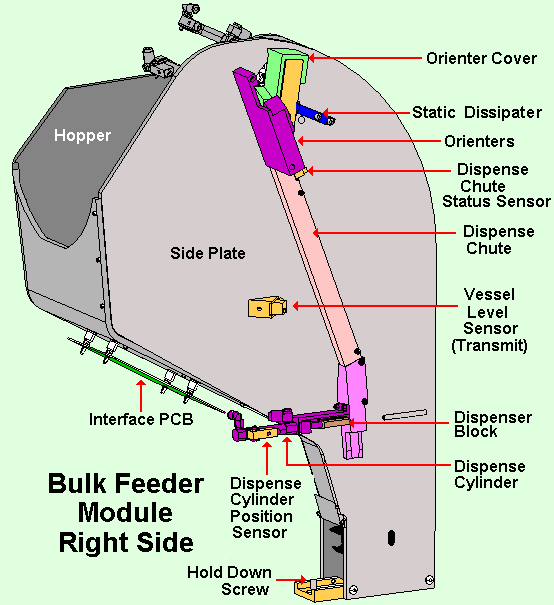 Orienter Cover
Hopper
Static Dissipater
Orienters
Dispense
Chute
Status Sensor
Dispense
Chute
Side Plate
Vessel
Level
Sensor
(Transmit)
Interface PCB
Dispenser
Block
Dispense
Cylinder
Dispense
Cylinder
Position
Sensor
Bulk Feeder
Module
Right Side
Hold Down
Screw